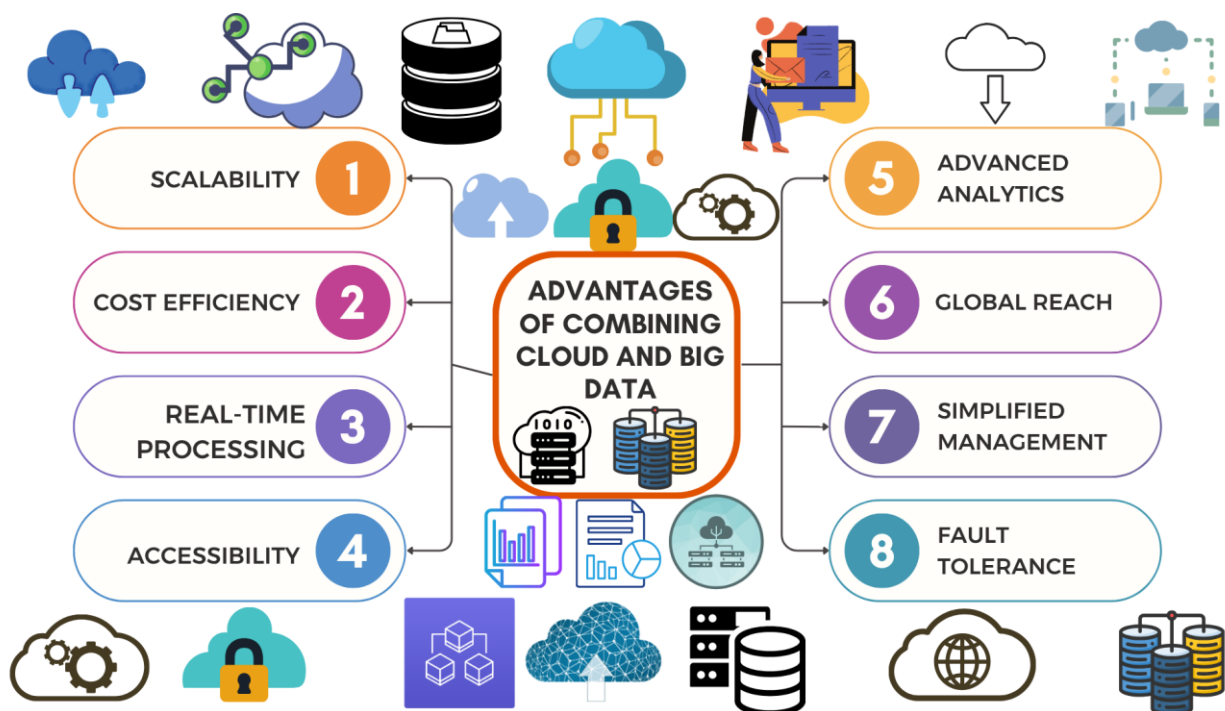 SCALABILITY 1
COST EFFICIENCY 2
REAL-TIME
PROCESSING 3
ACCESSIBILITY 4
ADVANTAGES
OF COMBINING
CLOUD AND BIG
DATA
1010
5 ADVANCED
ANALYTICS
6 GLOBAL REACH
7 SIMPLIFIED
MANAGEMENT
8 FAULT
TOLERANCE